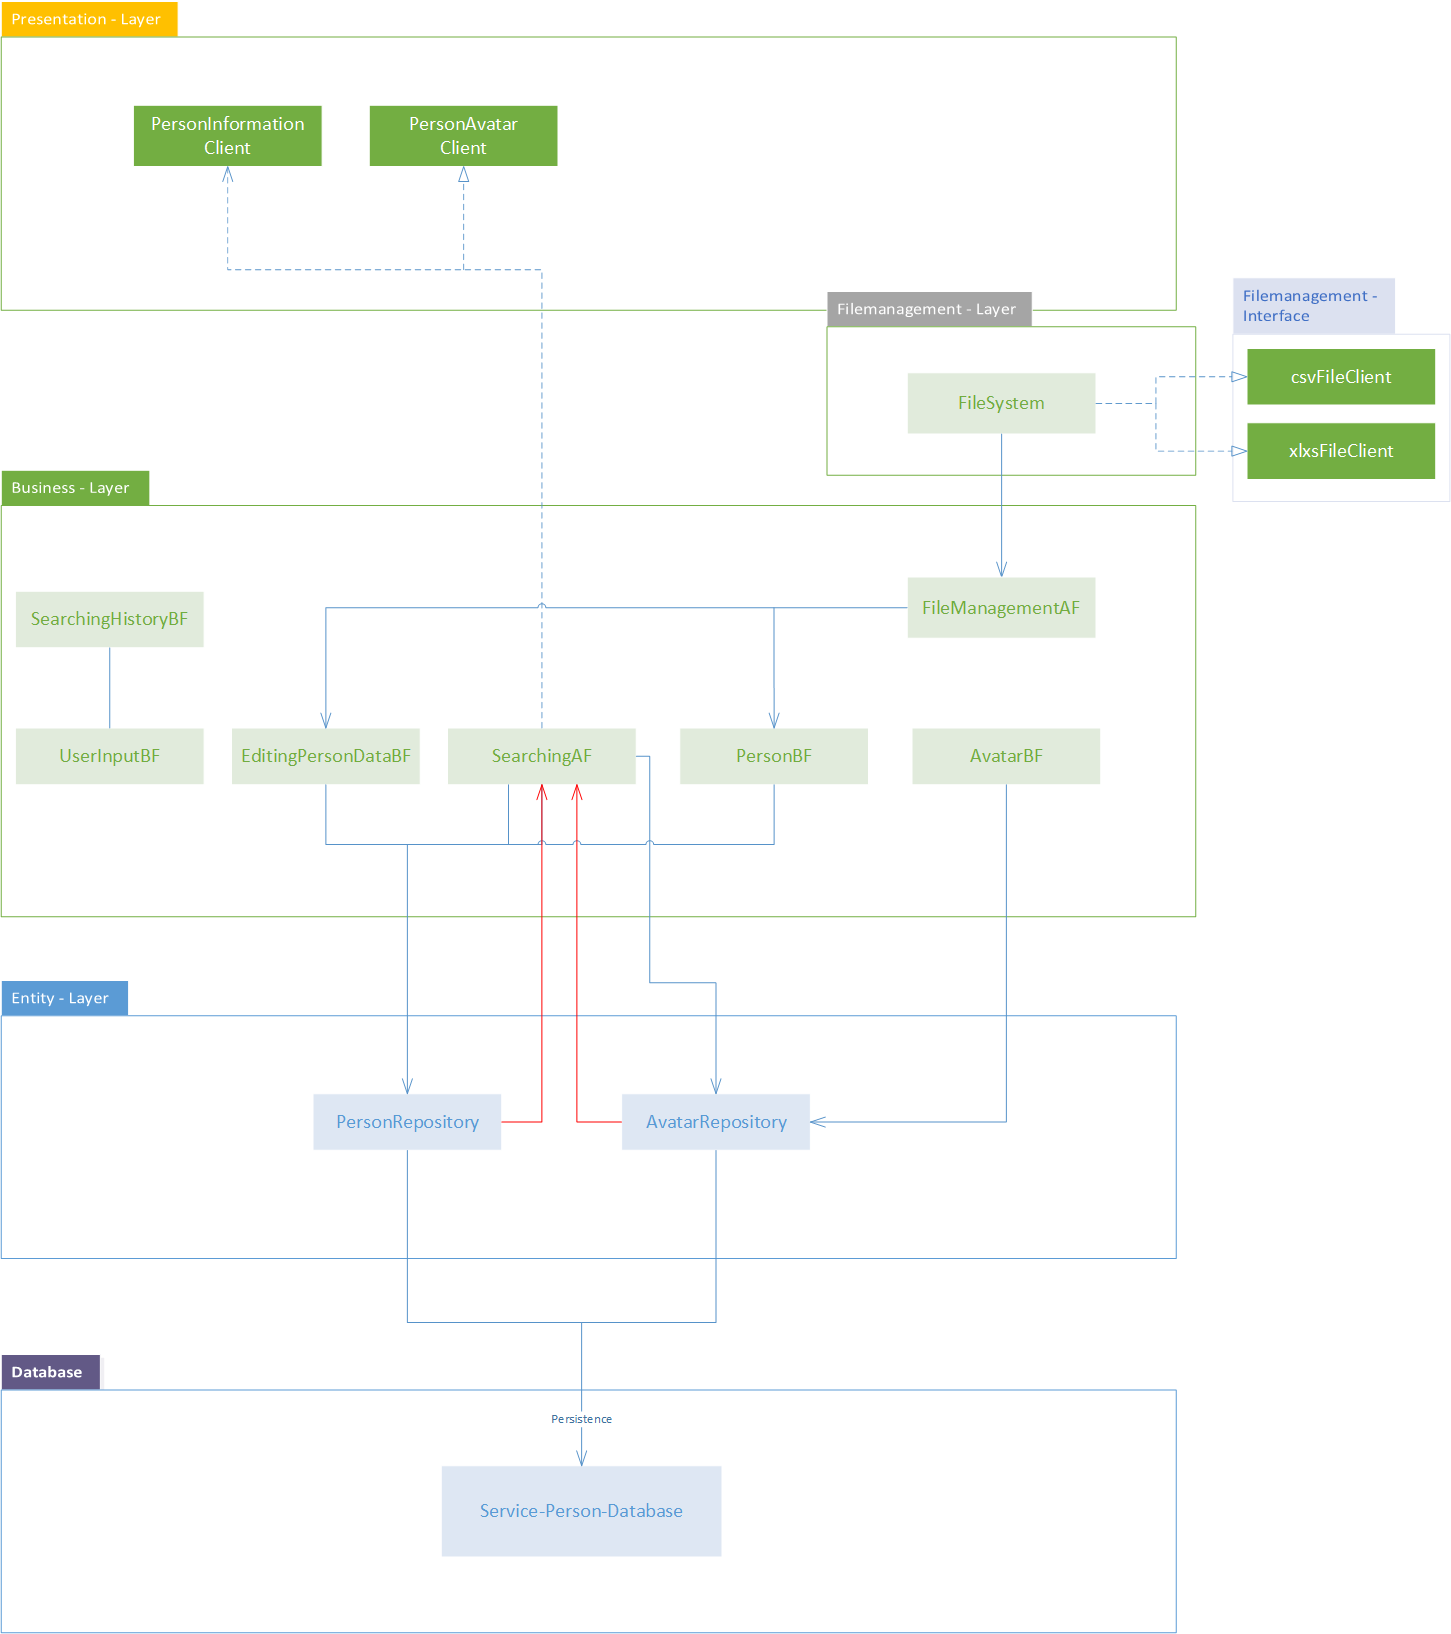 Presentation - Layer
PersonInformation
Client
PersonAvatar
Client
Filemanagement - Layer
Filemanagement -
Interface
FileSystem
csvFileClient
xlxsFileClient
Business - Layer
FileManagementAF
SearchingHistoryBF
UserInputBF
EditingPersonDataBF
SearchingAF
PersonBF
AvatarBF
Entity - Layer
PersonRepository
AvatarRepository
Database
Persistence
Service-Person-Database